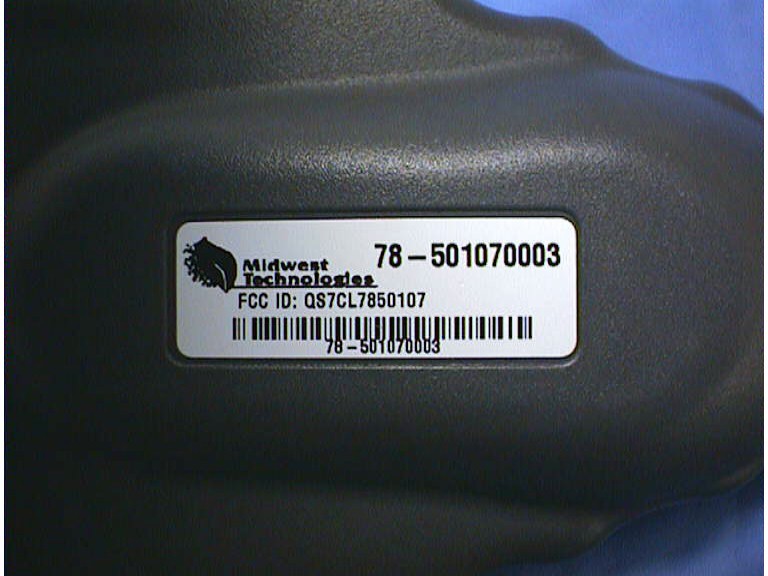 Midwest
Technologies
78-501070003
FCC ID: QS7CL7850107
78-501070003